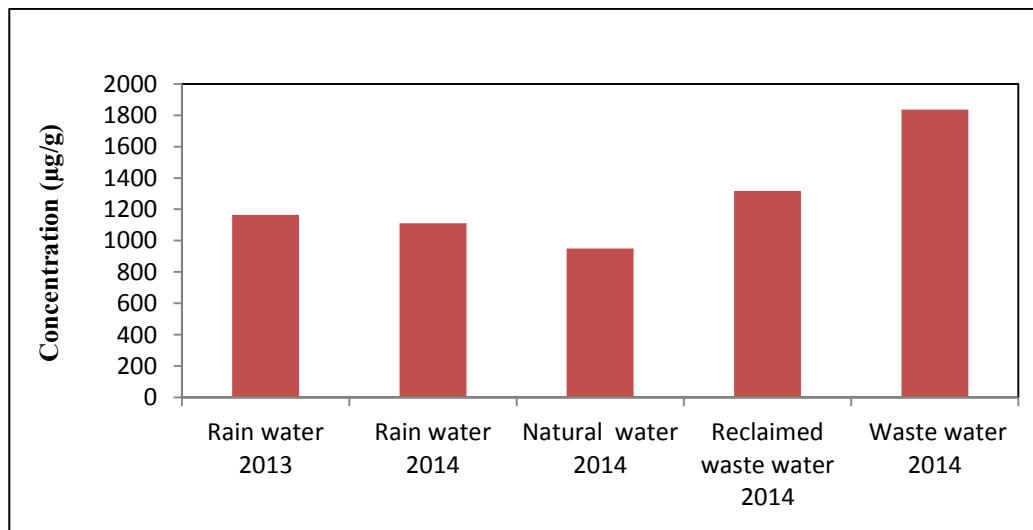 Concentration (µg/g)
2000
1800
1600
1400
1200
1000
800
600
400
200
0
Rain water
2013
Rain water
2014
Natural water
2014
Reclaimed
waste water
2014
Waste water
2014